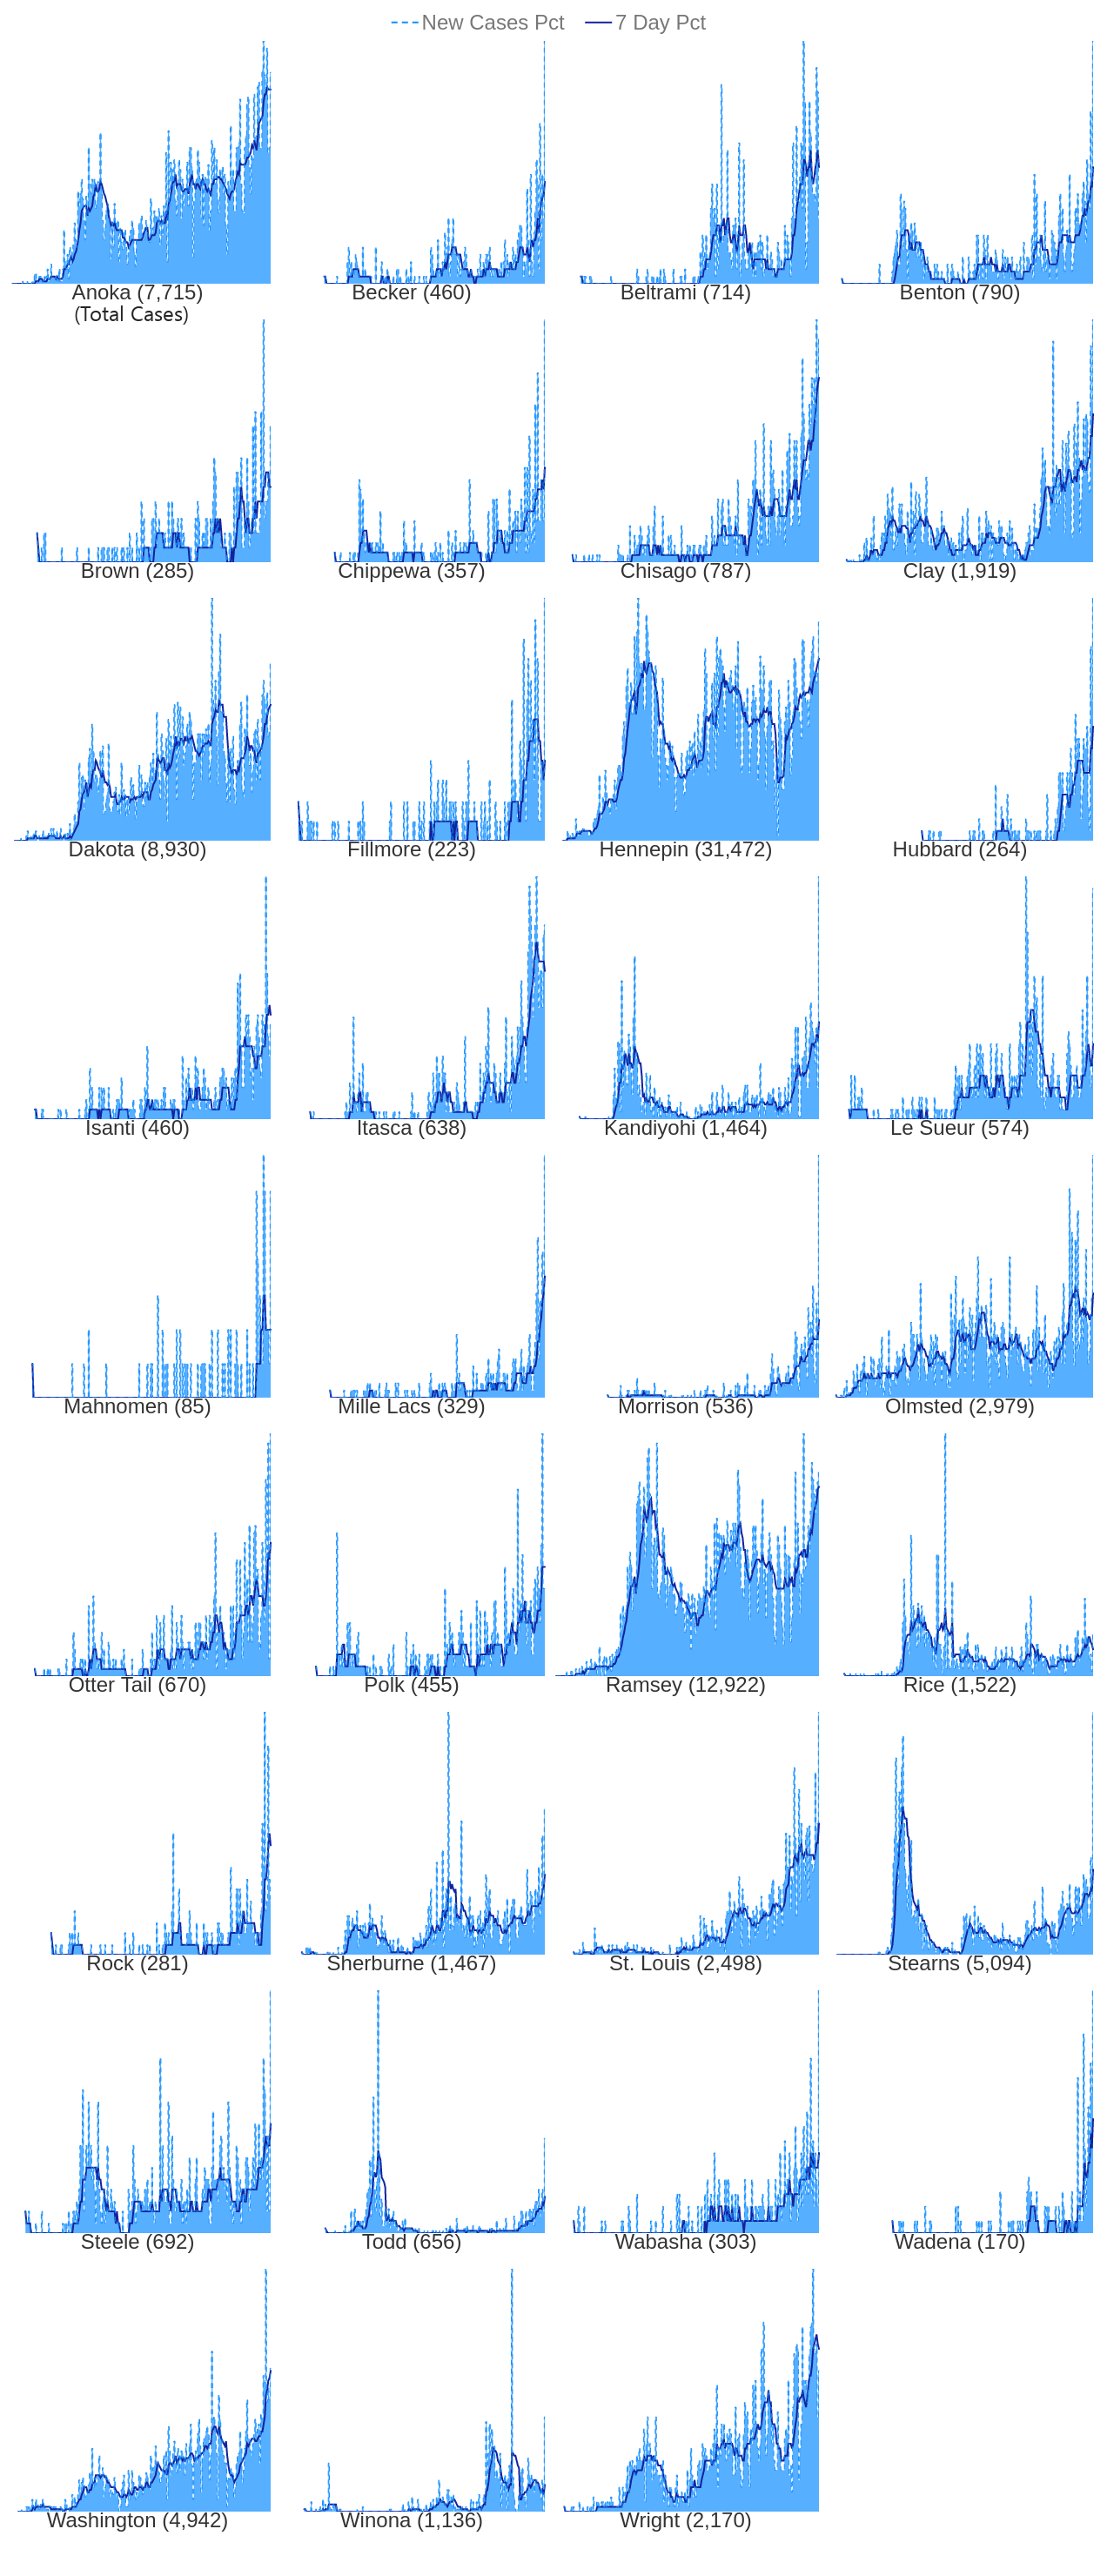 New Cases Pct 7 Day Pct
Anoka (7,715) Becker (460) Beltrami (714) Benton (790)
(Total Cases)
Brown (285) Chippewa (357) Chisago (787) Clay (1,919)
Dakota (8,930) Fillmore (223) Hennepin (31,472) Hubbard (264)
Isanti (460) Itasca (638) Kandiyohi (1,464) Le Sueur (574)
Mahnomen (85) Mille Lacs (329) Morrison (536) Olmsted (2,979)
Otter Tail (670) Polk (455) Ramsey (12,922) Rice (1,522)
Rock (281) Sherburne (1,467) St. Louis (2,498) Stearns (5,094)
Steele (692) Todd (656) Wabasha (303) Wadena (170)
Washington (4,942) Winona (1,136) Wright (2,170)